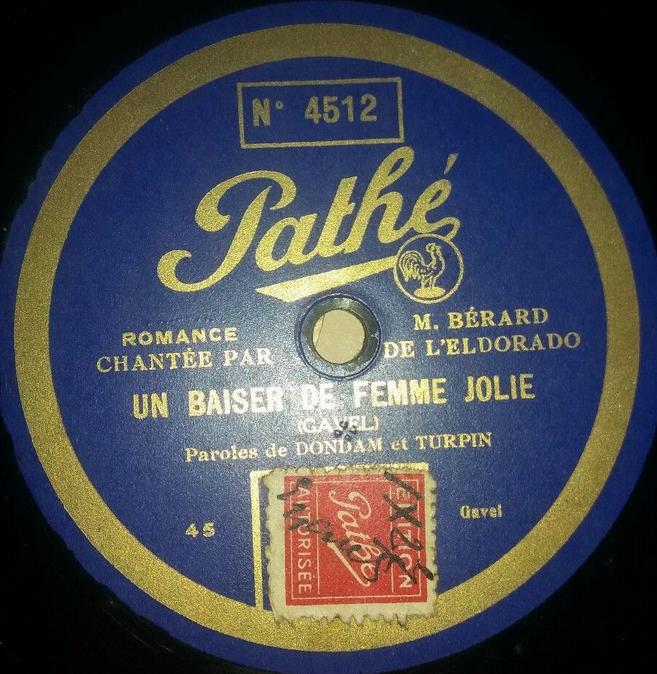 N° 4512
Pathé
ROMANCE
CHANTÉE PAR
M. BÉRARD
DE L'ELDORADO
UN BAISER DE FEMME JOLIE
(GAVEL)
Paroles de DONDAM et TURPIN
45
Gavel
Pathé
AUTORISÉE